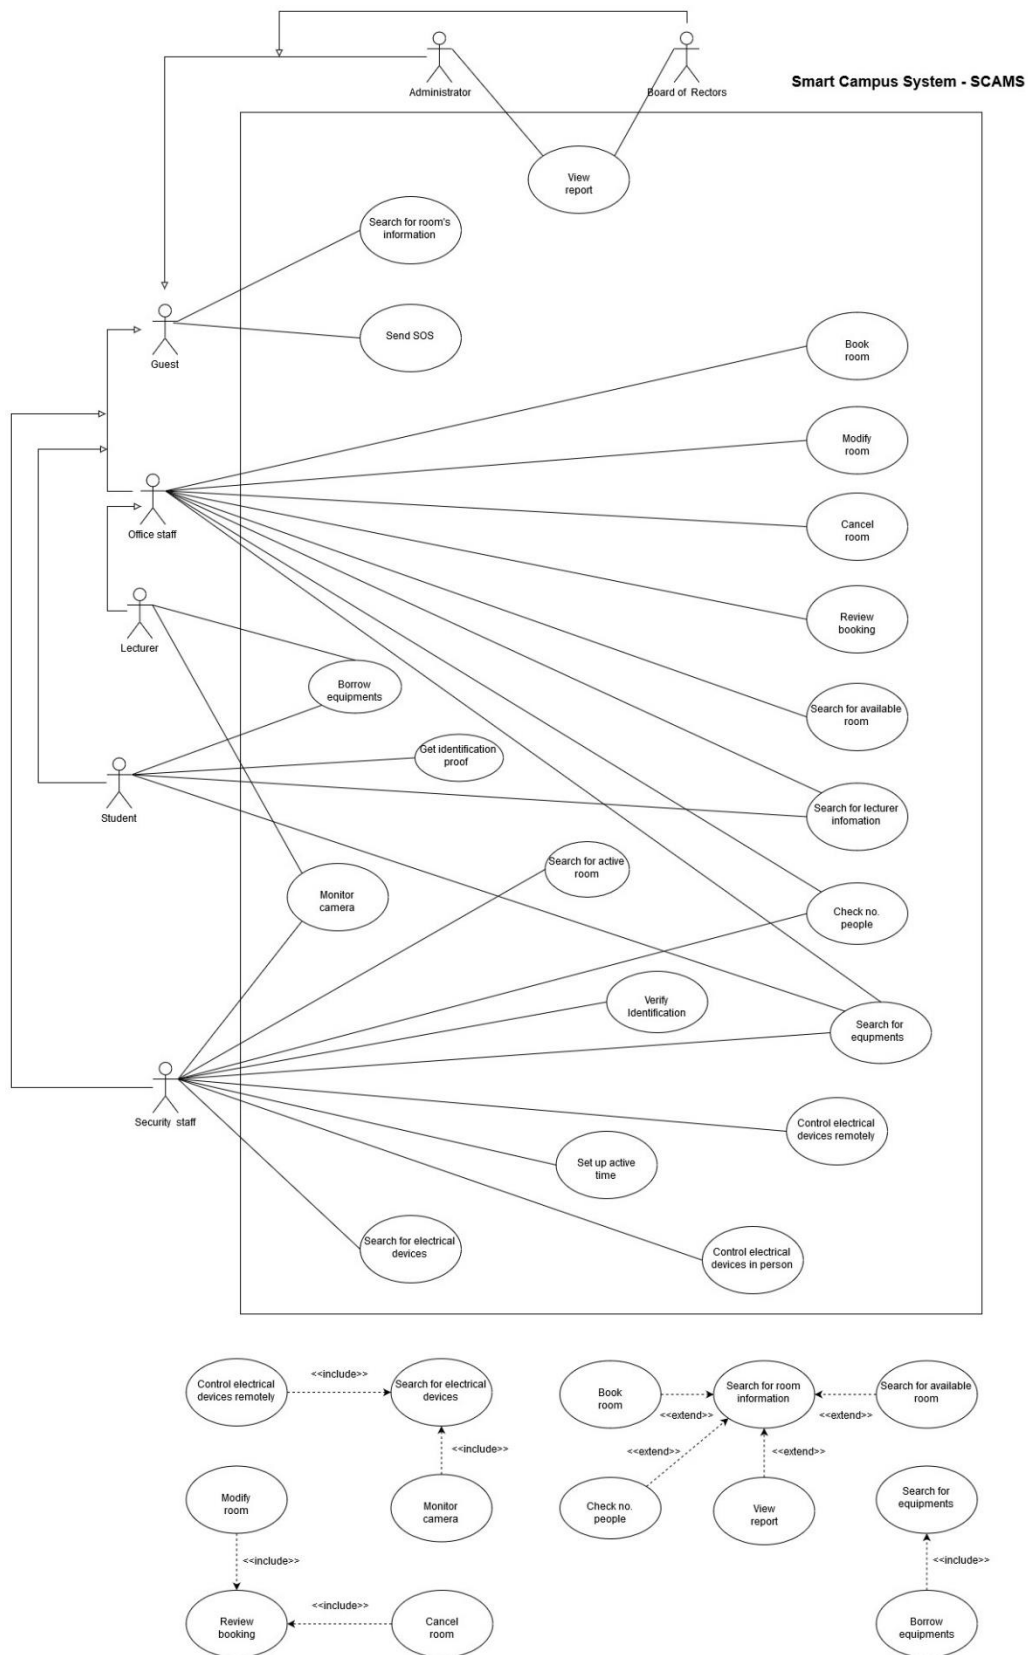 Administrator
Board of Rectors
Smart Campus System - SCAMS
View
report
Search for room's
information
Send SOS
Guest
Book
room
Modify
room
Office staff
Cancel
room
Lecturer
Review
booking
Borrow
equipments
Search for available
room
Get identification
proof
Student
Search for lecturer
infomation
Search for active
room
Monitor
camera
Check no.
people
Verify
Identification
Search for
equpments
Security staff
Control electrical
devices remotely
Set up active
time
Search for electrical
devices
Control electrical
devices in person
Control electrical
devices remotely
<<include>>
Search for electrical
devices
Book
room
<<extend>>
Search for room
information
<<extend>>
Search for available
room
<<include>>
<<extend>>
<<extend>>
Modify
room
Monitor
camera
Check no.
people
View
report
Search for
equipments
<<include>>
<<include>>
Review
booking
<<include>>
Cancel
room
Borrow
equipments